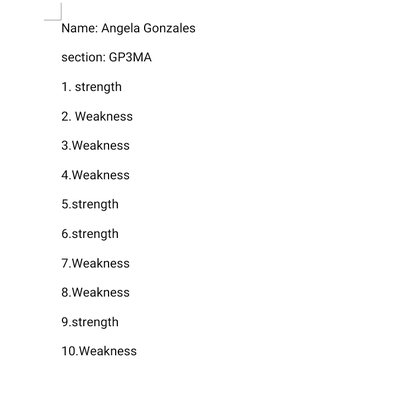 Name: Angela Gonzales
section: GP3MA
1. strength
2. Weakness
3.Weakness
4.Weakness
5.strength
6.strength
7.Weakness
8.Weakness
9.strength
10.Weakness